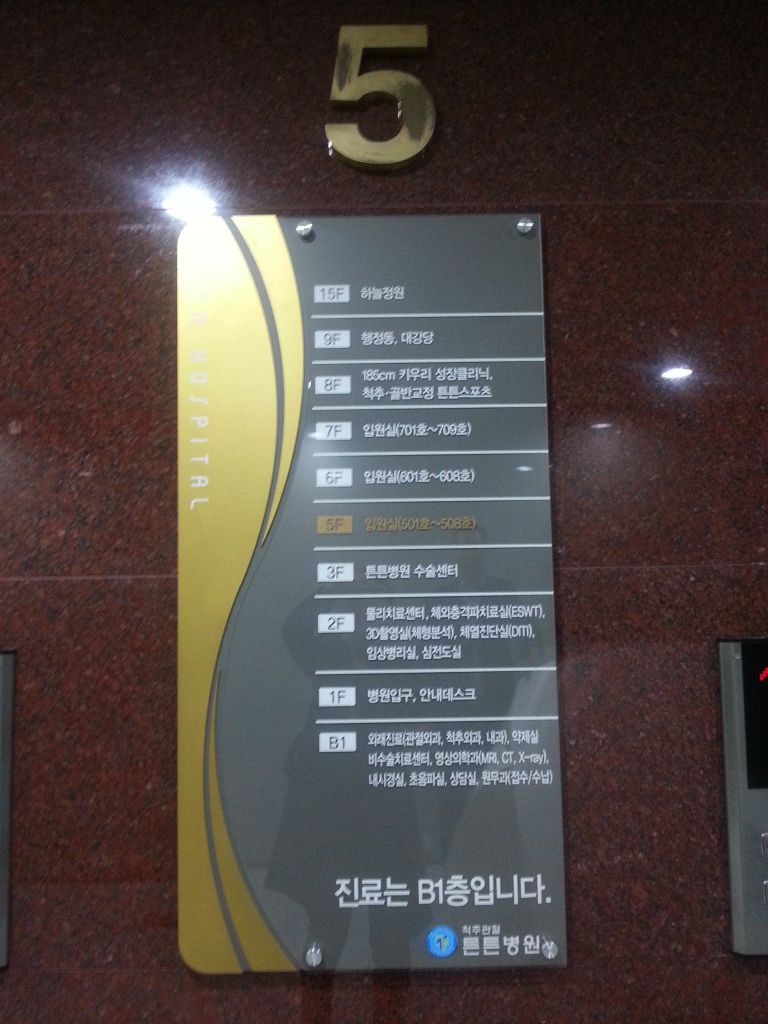 5
HOSPITAL
15F 하늘정원
9F 행정동, 대강당
8F 185cm 키우리 성장클리닉,
척추·골반교정 튼튼스포츠
7F 입원실(701호~709호)
6F 입원실(601호~608호)
5F 입원실(501호~508호)
3F 튼튼병원 수술센터
2F 물리치료센터, 체외충격파치료실(ESWT),
3D촬영실(체형분석), 체열진단실(DITI),
임상병리실, 심전도실
1F 병원입구, 안내데스크
B1 외래진료(관절외과, 척추외과, 내과), 약제실
비수술치료센터, 영상의학과(MRI, CT, X-ray),
내시경실, 초음파실, 상담실, 원무과(접수/수납)
진료는 B1층입니다.
척추관절
튼튼병원